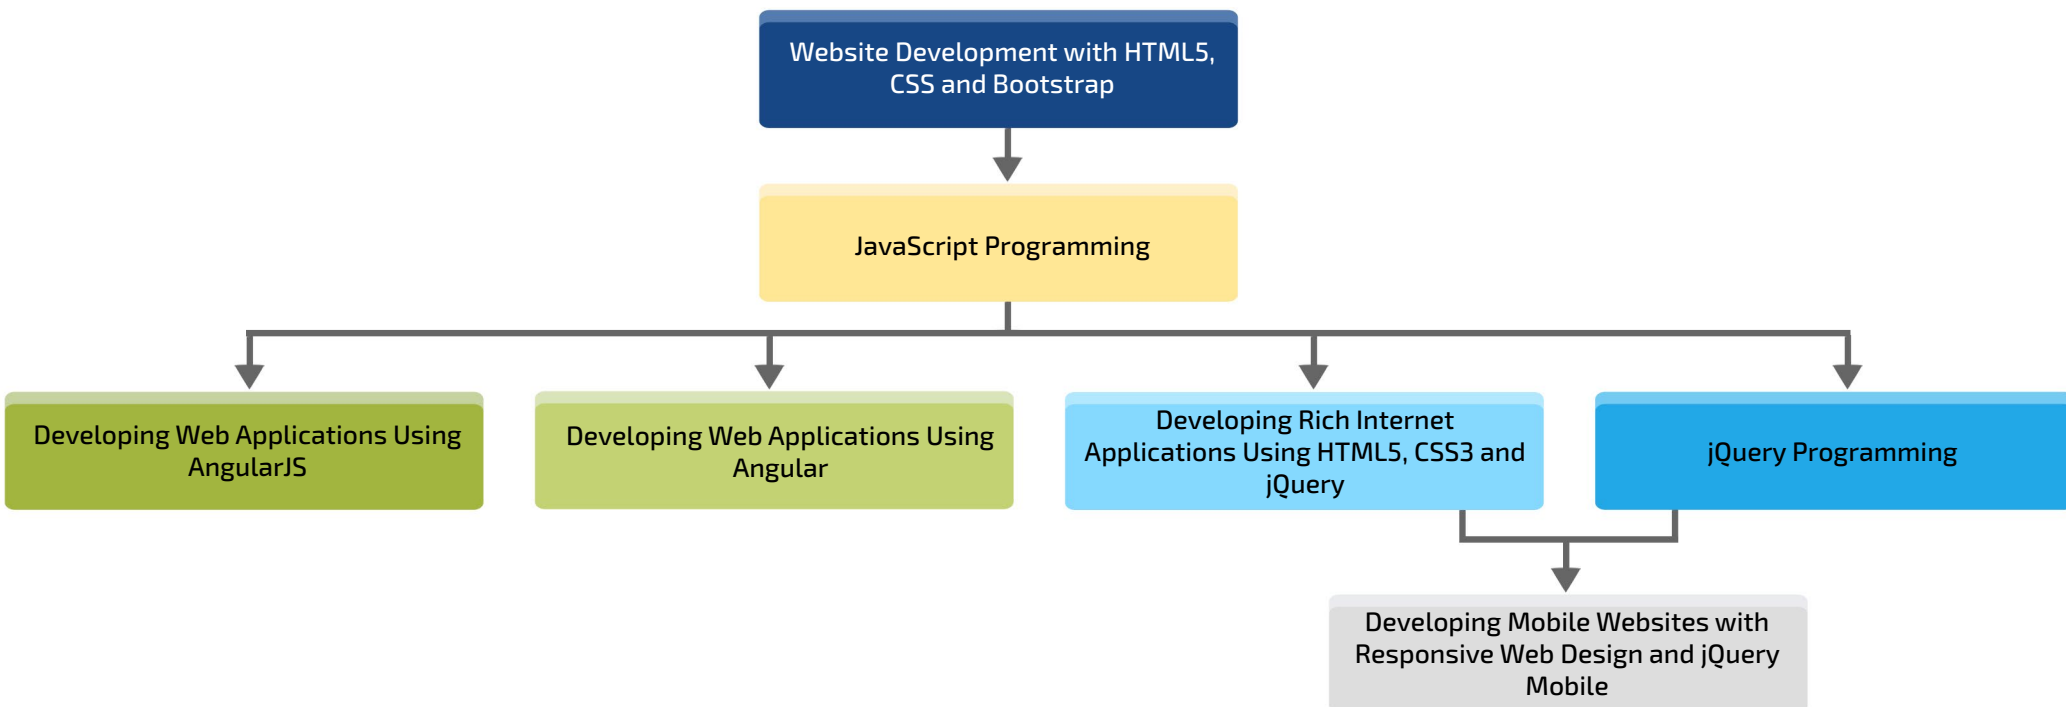 Website Development with HTML5,
CSS and Bootstrap
JavaScript Programming
Developing Web Applications Using
AngularJS
Developing Web Applications Using
Angular
Developing Rich Internet
Applications Using HTML5, CSS3 and
jQuery
jQuery Programming
Developing Mobile Websites with
Responsive Web Design and jQuery
Mobile